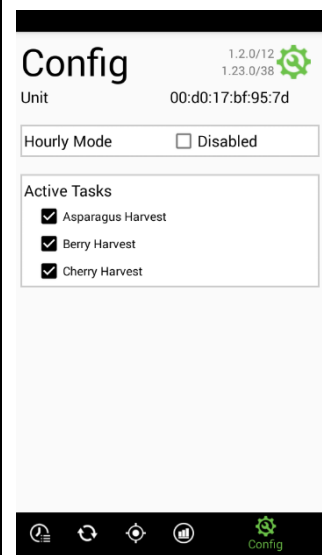 Config
1.2.0/12
1.23.0/38
Unit 00:d0:17:bf:95:7d
Hourly Mode Disabled
Active Tasks
Asparagus Harvest
Berry Harvest
Cherry Harvest
Config